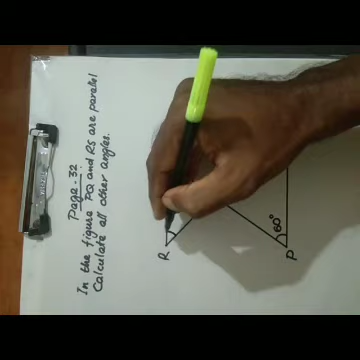 Page. 32
In the figure PQ and RS are parallel
Calculate all other angles.
R
60°
P